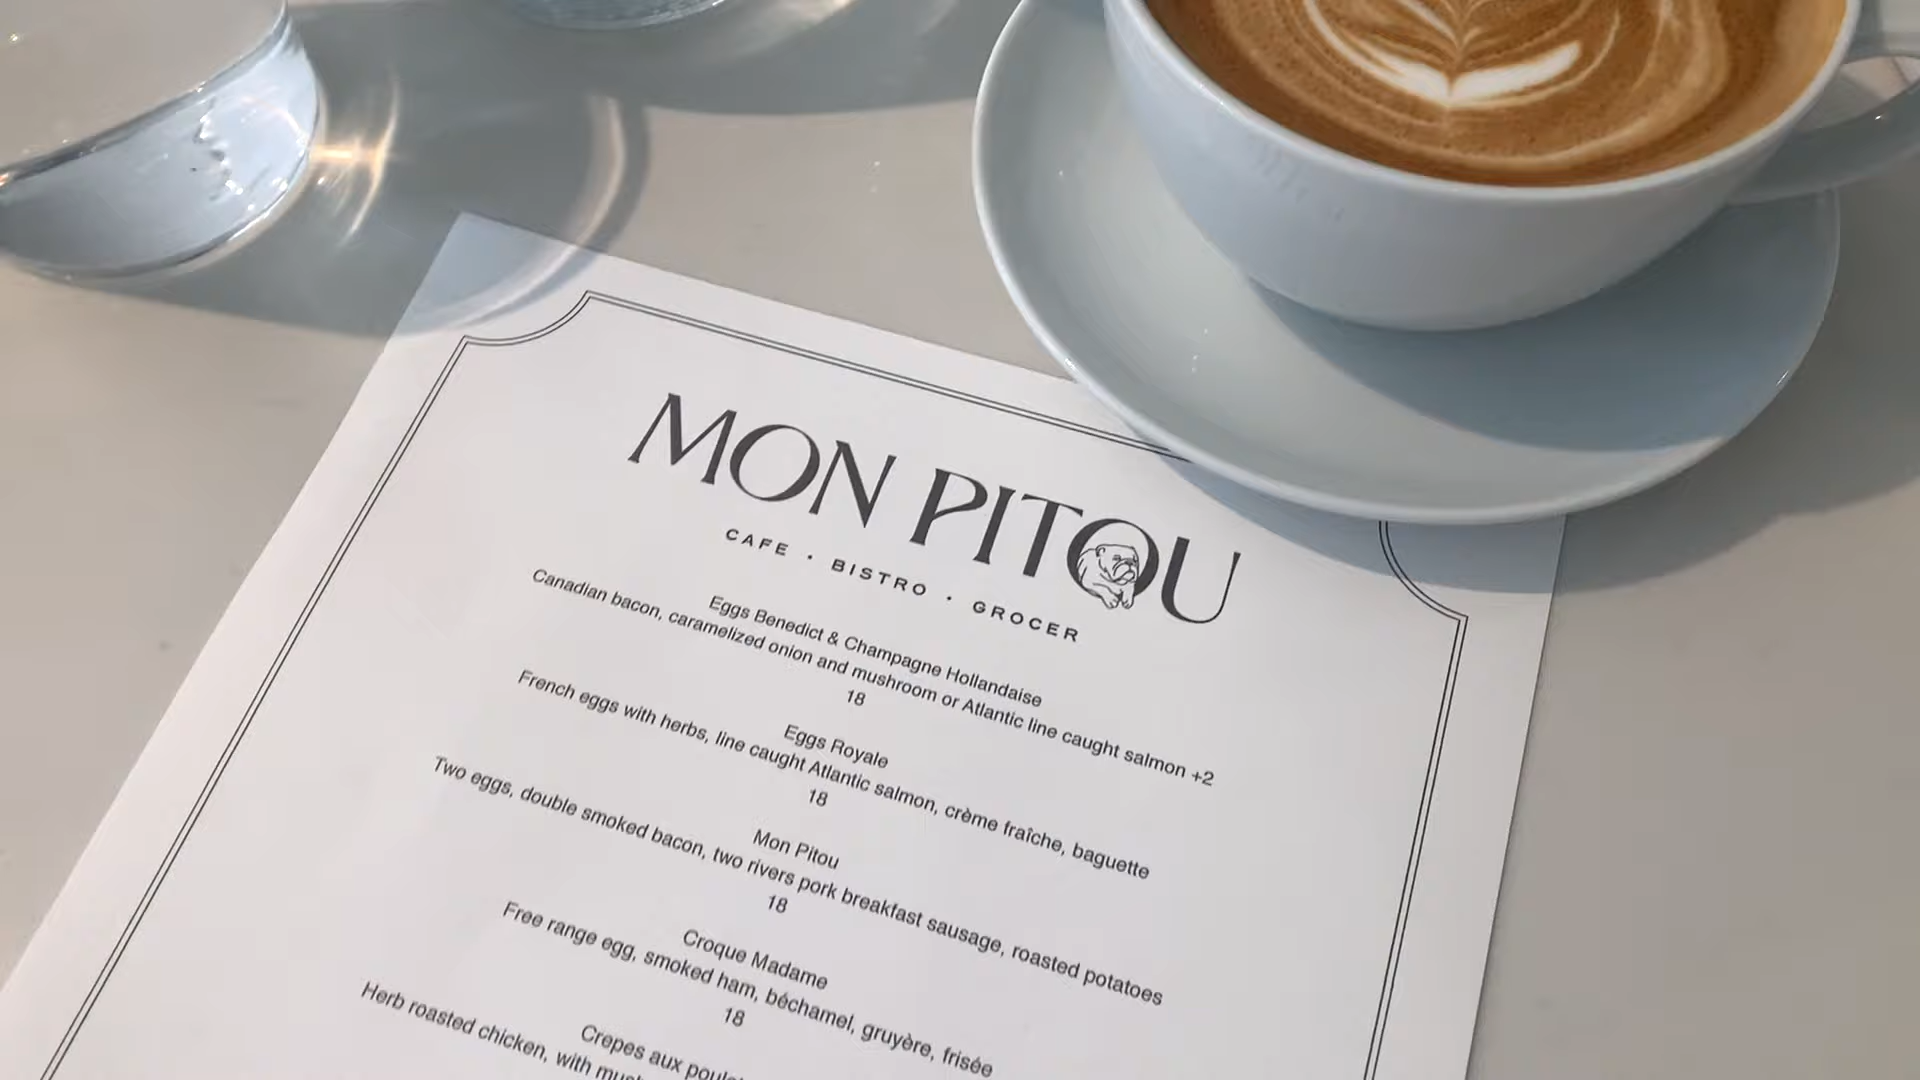 MON PITOU
CAFE · BISTRO · GROCER
Eggs Benedict & Champagne Hollandaise
Canadian bacon, caramelized onion and mushroom or Atlantic line caught salmon +2
18
Eggs Royale
French eggs with herbs, line caught Atlantic salmon, crème fraîche, baguette
18
Mon Pitou
Two eggs, double smoked bacon, two rivers pork breakfast sausage, roasted potatoes
18
Croque Madame
Free range egg, smoked ham, béchamel, gruyère, frisée
18
Crepes aux
Herb roasted chicken, with